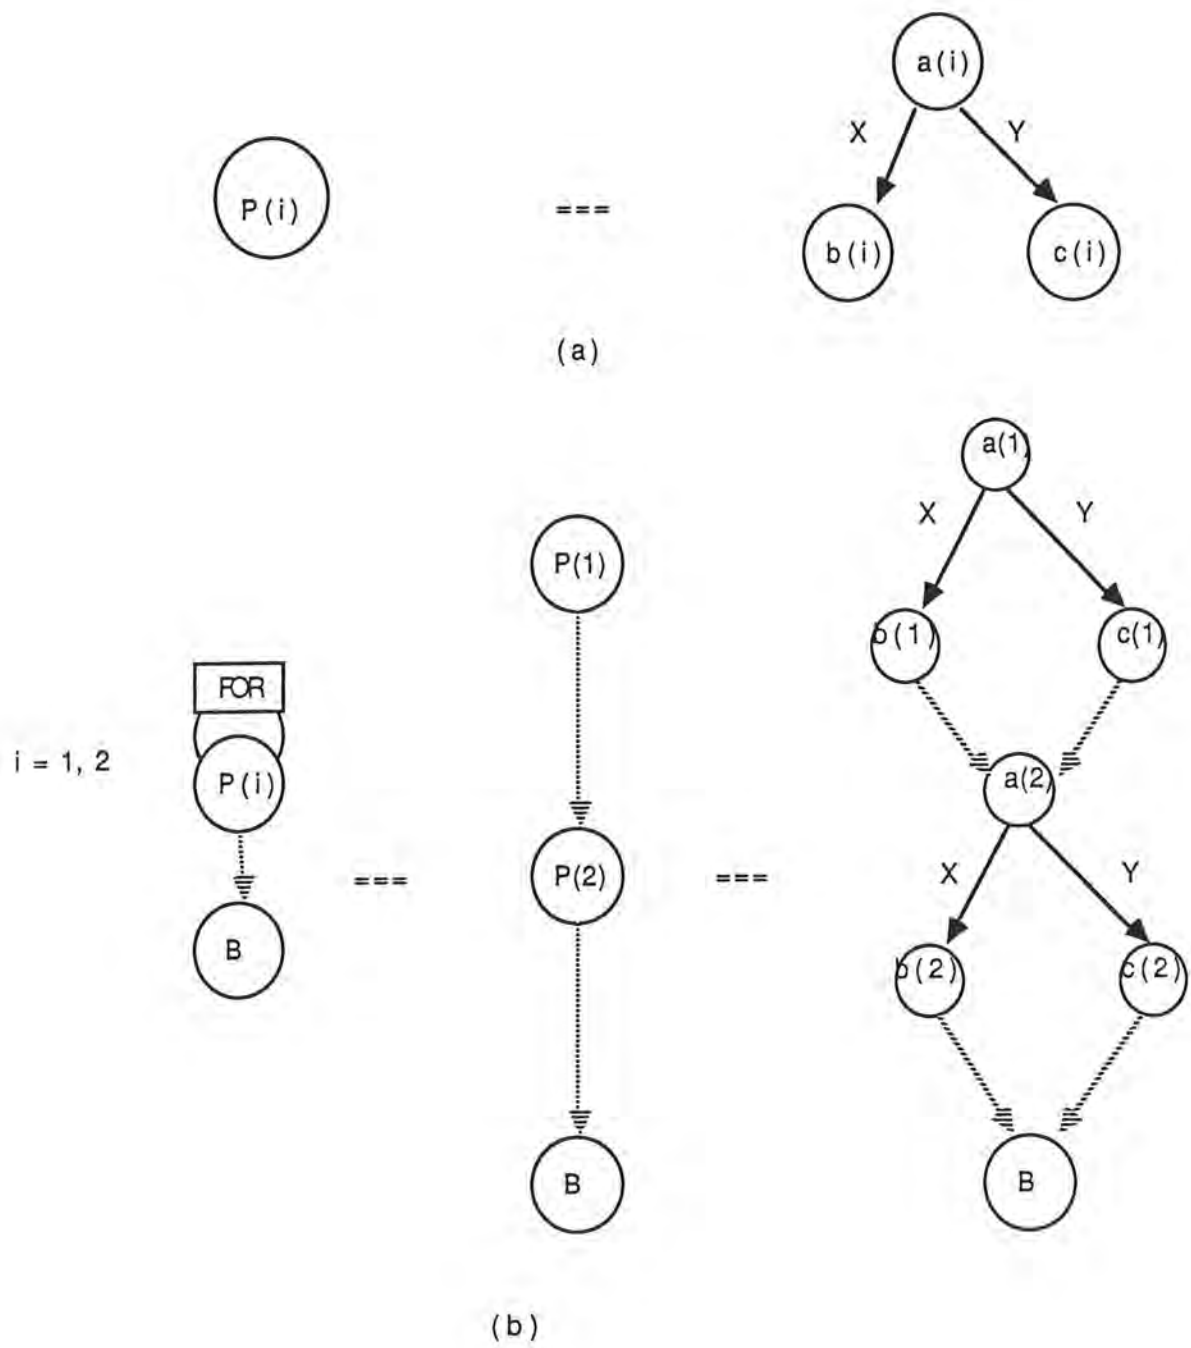 a(i)
X Y
P(i) === b(i) c(i)
(a)
a(1)
X Y
P(1)
b(1) c(1)
FOR
i = 1, 2 P(i) a(2)
=== P(2) === X Y
B b(2) c(2)
B B
(b)